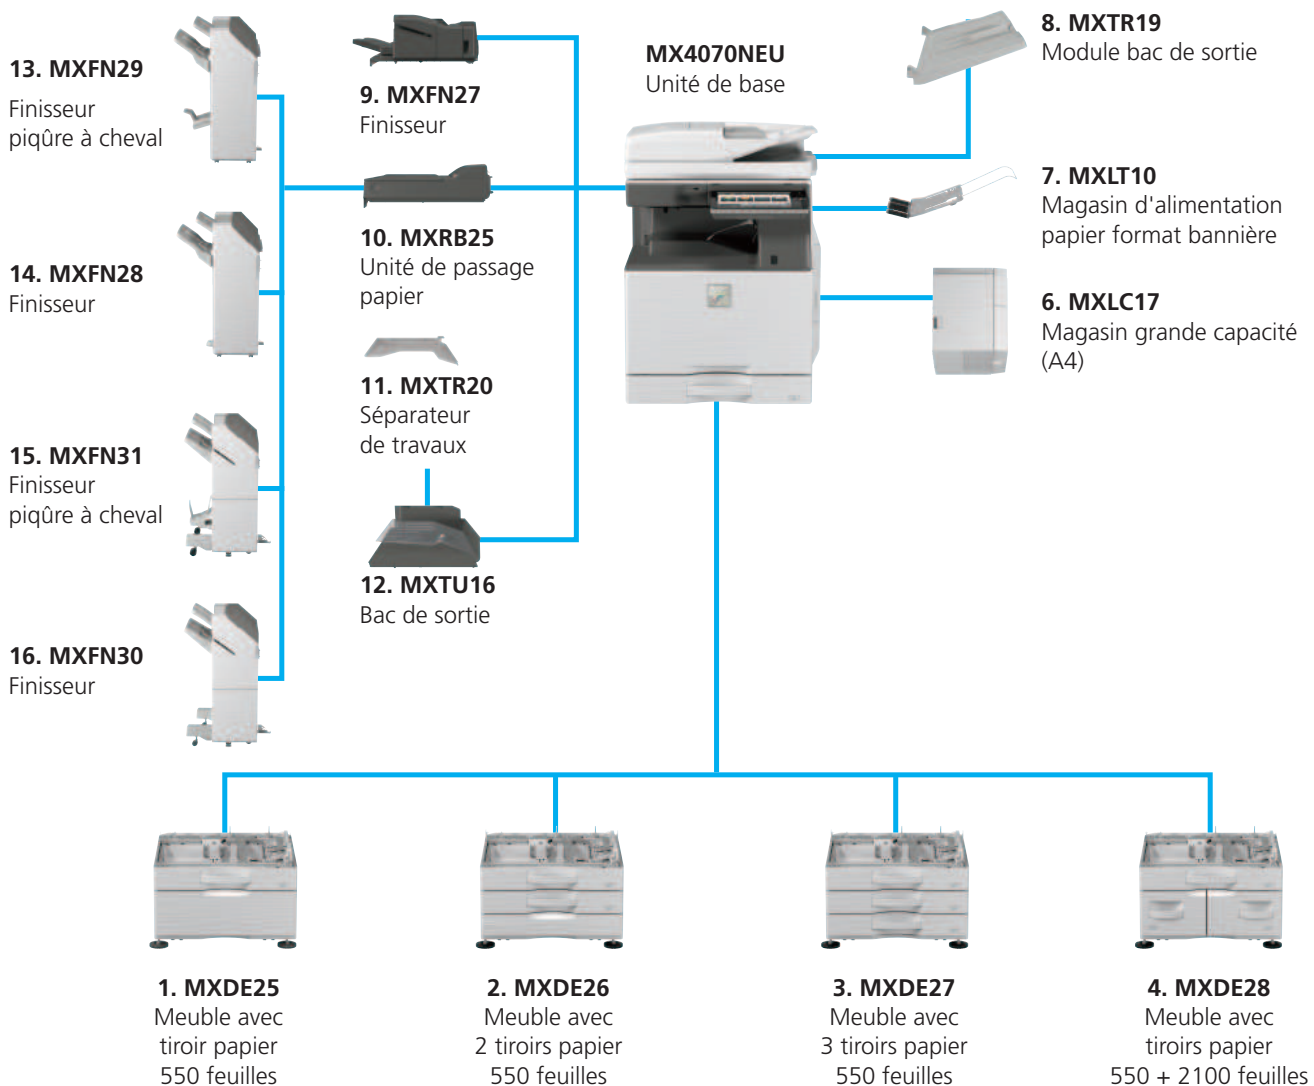 13. MXFN29
Finisseur
piqûre à cheval
14. MXFN28
Finisseur
15. MXFN31
Finisseur
piqûre à cheval
16. MXFN30
Finisseur
9. MXFN27
Finisseur
10. MXRB25
Unité de passage
papier
11. MXTR20
Séparateur
de travaux
12. MXTU16
Bac de sortie
MX4070NEU
Unité de base
8. MXTR19
Module bac de sortie
7. MXLT10
Magasin d'alimentation
papier format bannière
6. MXLC17
Magasin grande capacité
(A4)
1. MXDE25
Meuble avec
tiroir papier
550 feuilles
2. MXDE26
Meuble avec
2 tiroirs papier
550 feuilles
3. MXDE27
Meuble avec
3 tiroirs papier
550 feuilles
4. MXDE28
Meuble avec
tiroirs papier
550 + 2100 feuilles